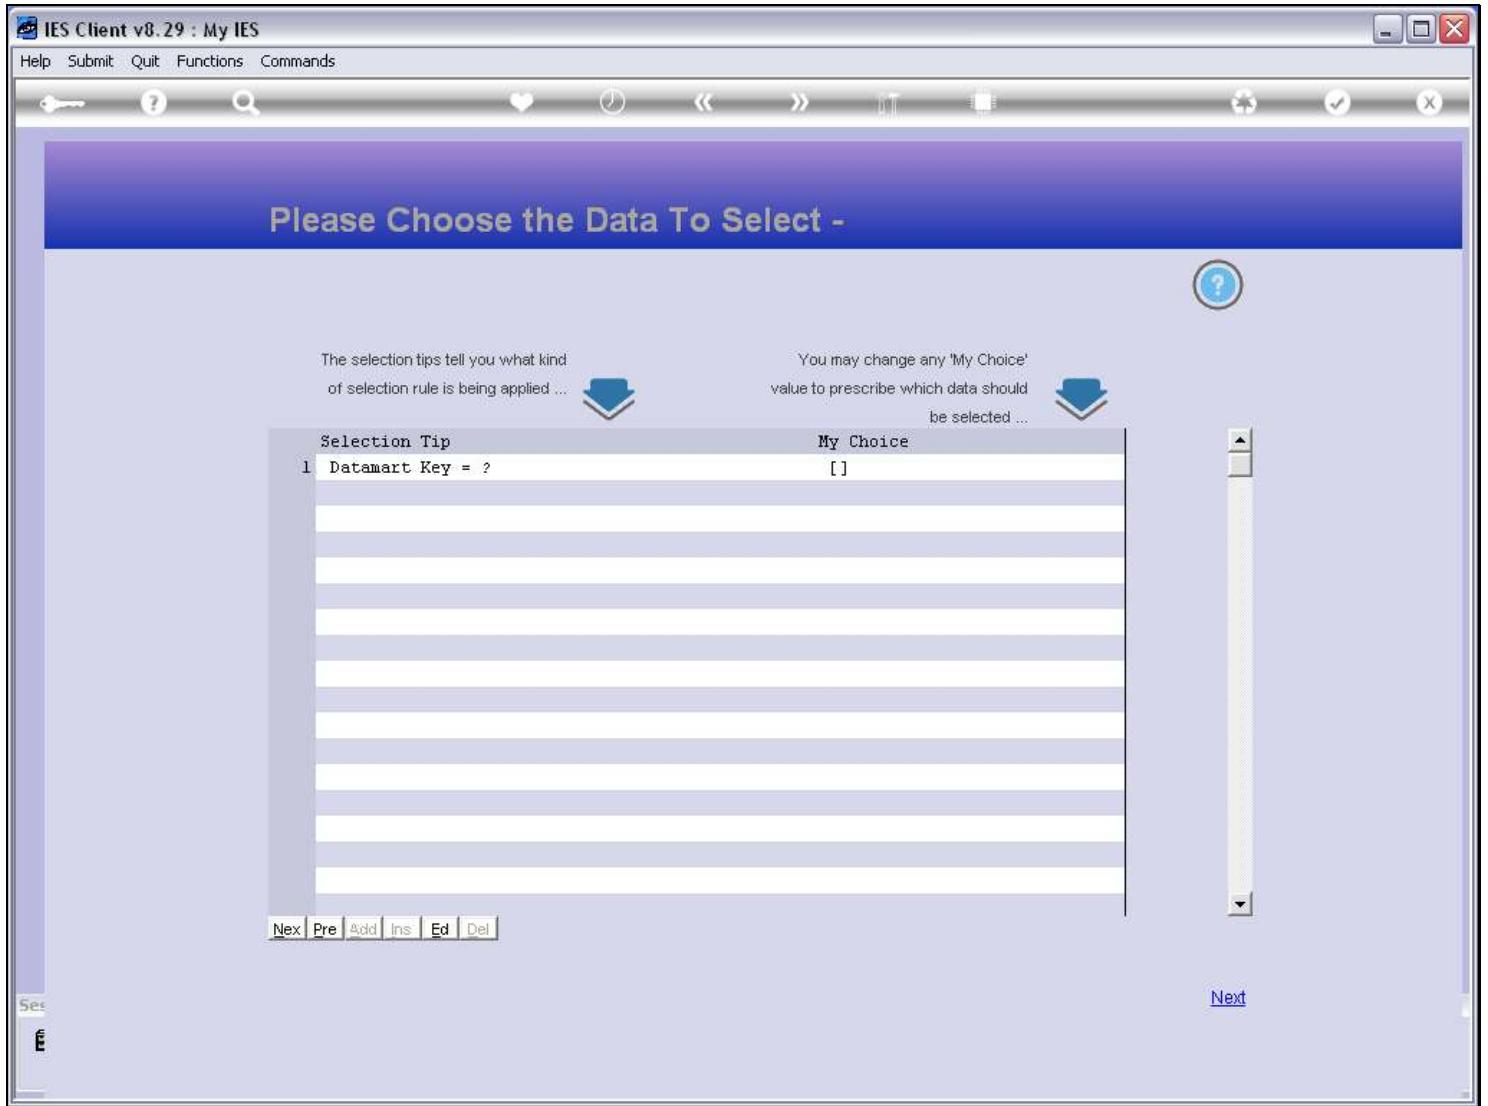 IES Client v8.29 : My IES
Help Submit Quit Functions Commands
Please Choose the Data To Select -
?
The selection tips tell you what kind
of selection rule is being applied ...
You may change any 'My Choice'
value to prescribe which data should
be selected ...
Selection Tip My Choice
1 Datamart Key = ? []
Nex Pre Add Ins Ed Del
Next
Ses